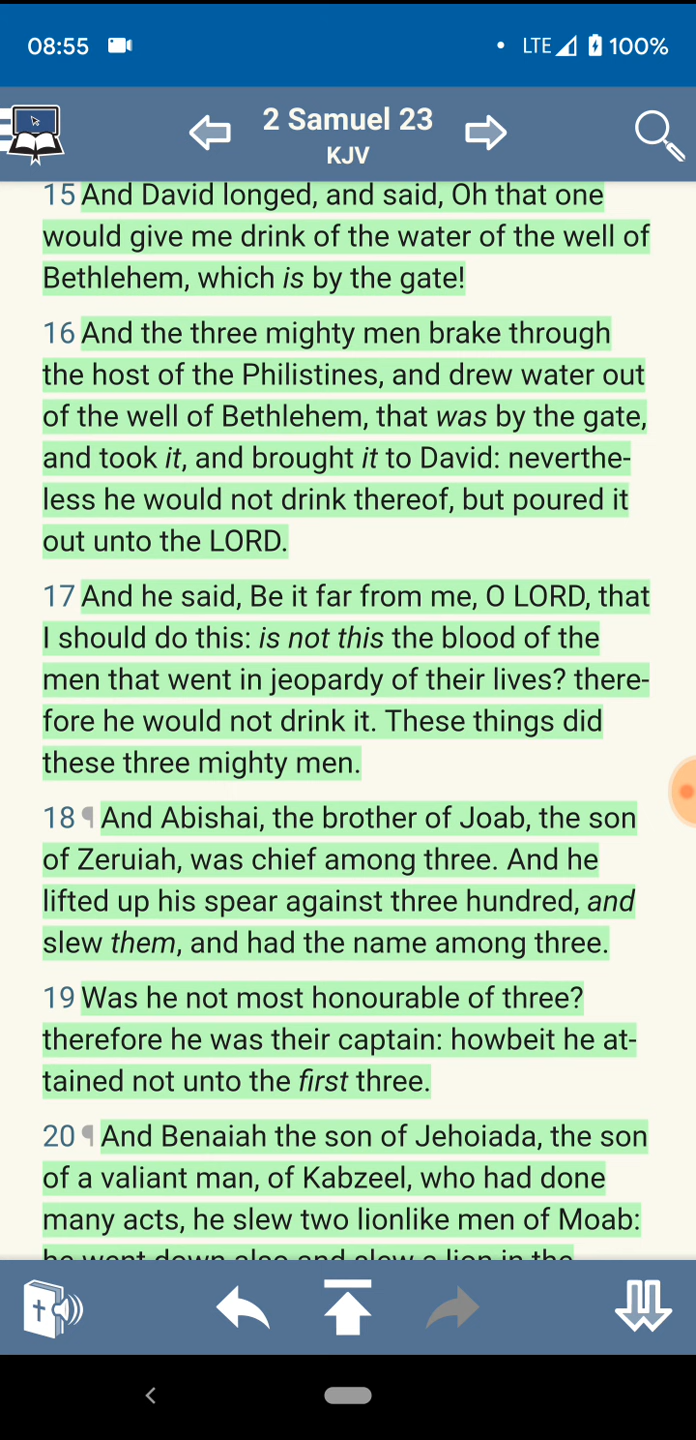 08:55
LTE
100%
2 Samuel 23
KJV
15 And David longed, and said, Oh that one
would give me drink of the water of the well of
Bethlehem, which is by the gate!
16 And the three mighty men brake through
the host of the Philistines, and drew water out
of the well of Bethlehem, that was by the gate,
and took it, and brought it to David: neverthe-
less he would not drink thereof, but poured it
out unto the LORD.
17 And he said, Be it far from me, O LORD, that
I should do this: is not this the blood of the
men that went in jeopardy of their lives? there-
fore he would not drink it. These things did
these three mighty men.
18 ¶ And Abishai, the brother of Joab, the son
of Zeruiah, was chief among three. And he
lifted up his spear against three hundred, and
slew them, and had the name among three.
19 Was he not most honourable of three?
therefore he was their captain: howbeit he at-
tained not unto the first three.
20 ¶ And Benaiah the son of Jehoiada, the son
of a valiant man, of Kabzeel, who had done
many acts, he slew two lionlike men of Moab:
he went down also and slew a lion in the